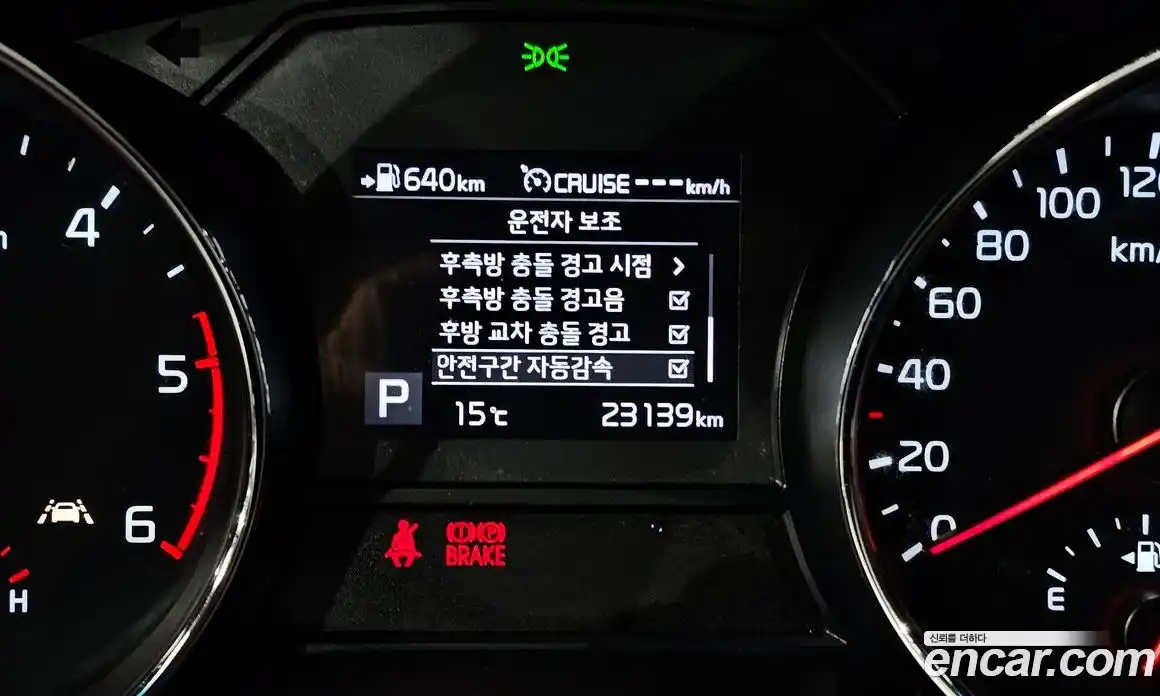 640km CRUISE---km/h
운전자 보조
후측방 충돌 경고 시점 >
후측방 충돌 경고음
후방 교차 충돌 경고
안전구간 자동감속
P 15℃ 23139km
4
5
6
H
BRAKE
120
100
80
60
40
20
0
km/
E
신뢰를 더하다
encar.com